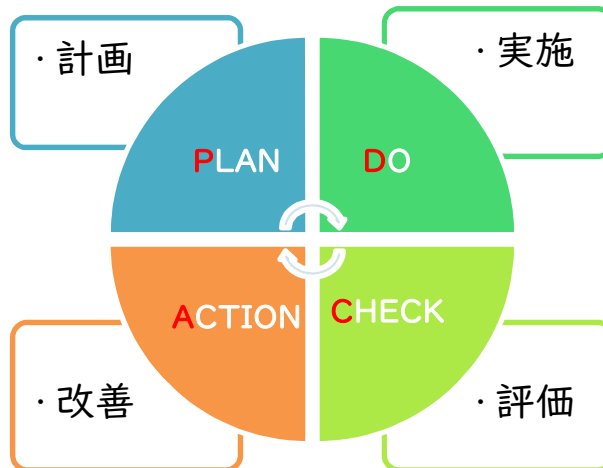 ・計画
・実施
PLAN
DO
ACTION
CHECK
・改善
・評価